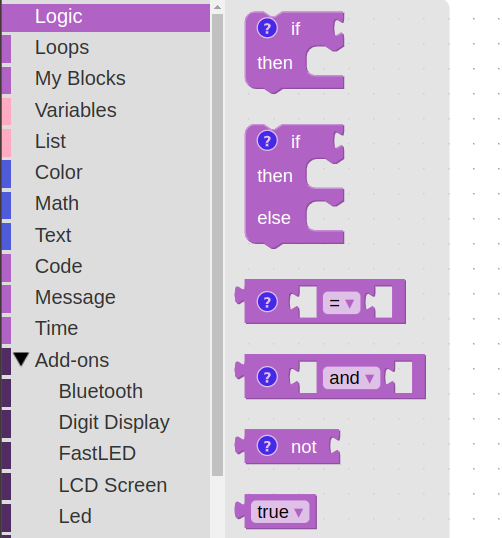 Logic
Loops
My Blocks
Variables
List
Color
Math
Text
Code
Message
Time
Add-ons
Bluetooth
Digit Display
FastLED
LCD Screen
Led
? if
then
? if
then
else
? =
? and
? not
true